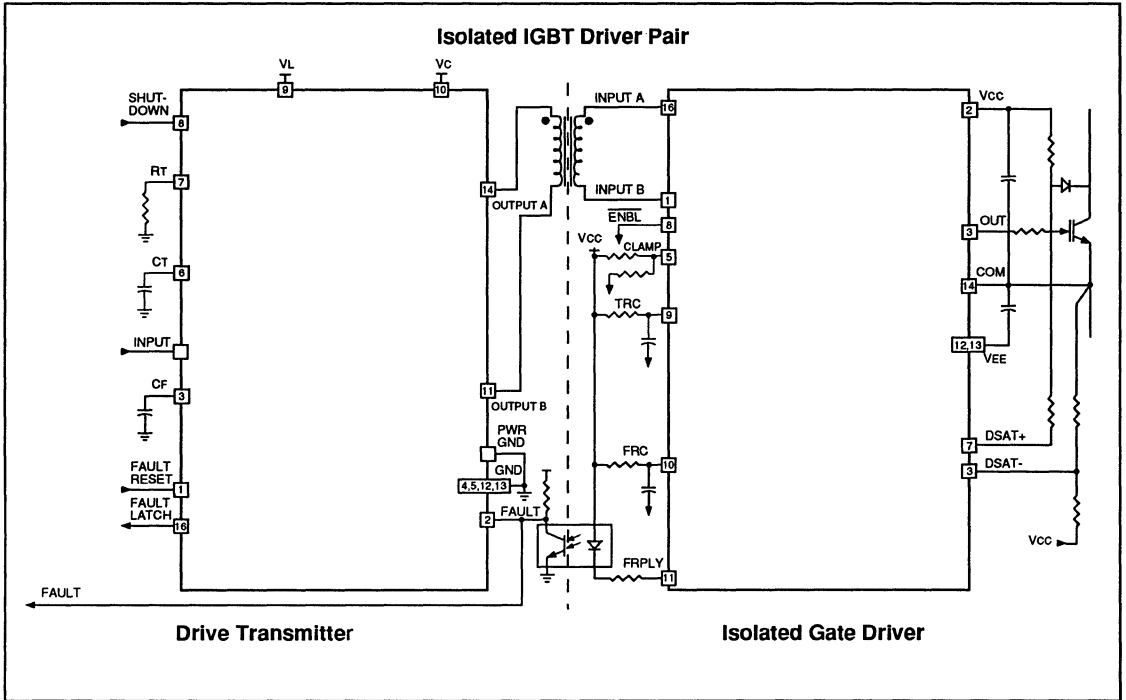 Isolated IGBT Driver Pair
VL
9
VC
10
SHUT-
DOWN
8
RT
7
CT
6
INPUT
CF
3
FAULT
RESET
1
FAULT
LATCH
16
14
OUTPUT A
11
OUTPUT B
PWR
GND
GND
4,5,12,13
2
FAULT
FAULT
INPUT A
16
INPUT B
1
ENBL
8
VCC
CLAMP
5
TRC
9
FRC
10
FRPLY
11
2
VCC
3
OUT
14
COM
12,13
VEE
7
DSAT+
3
DSAT-
VCC
Drive Transmitter
Isolated Gate Driver